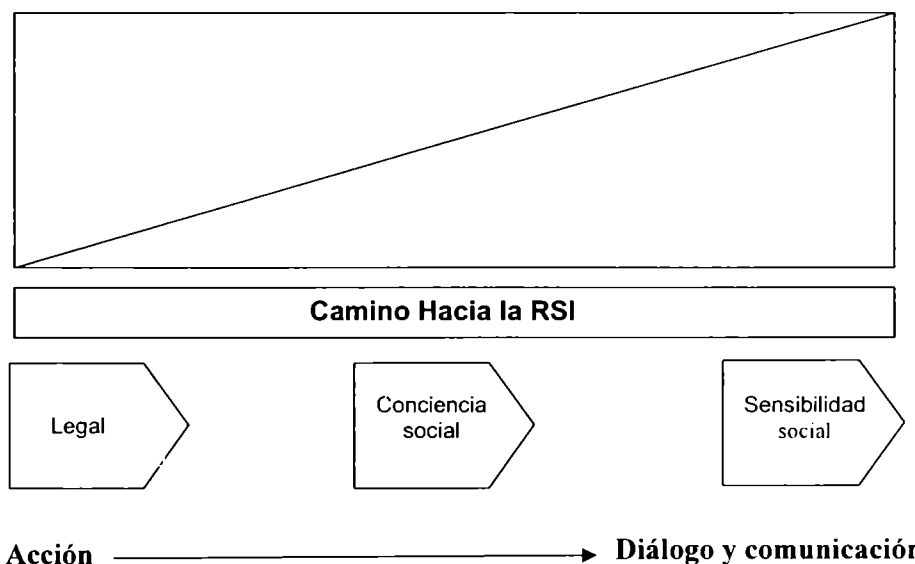 Camino Hacia la RSI
Legal
Conciencia
social
Sensibilidad
social
Acción
Diálogo y comunicación